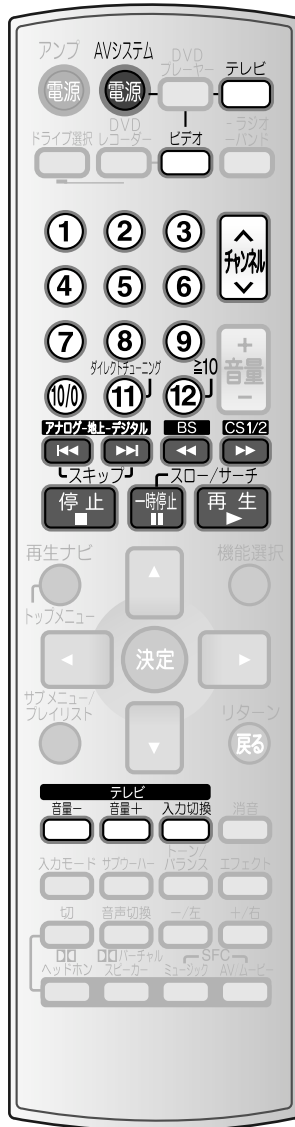 アンプ AVシステム DVDプレーヤー テレビ
電源 電源
ドライブ選択 DVDレコーダー ビデオ －ラジオ－バンド
1 2 3
チャンネル
4 5 6
7 8 9
ダイレクトチューニング ≧10
10/0 11 12
＋
音量
－
アナログ-地上-デジタル BS CS1/2
スキップ スロー/サーチ
停止 一時停止 再生
再生ナビ 機能選択
トップメニュー
決定
サブメニュー/
プレイリスト
リターン
戻る
テレビ
音量－ 音量＋ 入力切換 消音
入力モード サブウーハー トーン/バランス エフェクト
切 音声切換 －/左 ＋/右
SFC
ヘッドホン バーチャルスピーカー ミュージック AV/ムービー